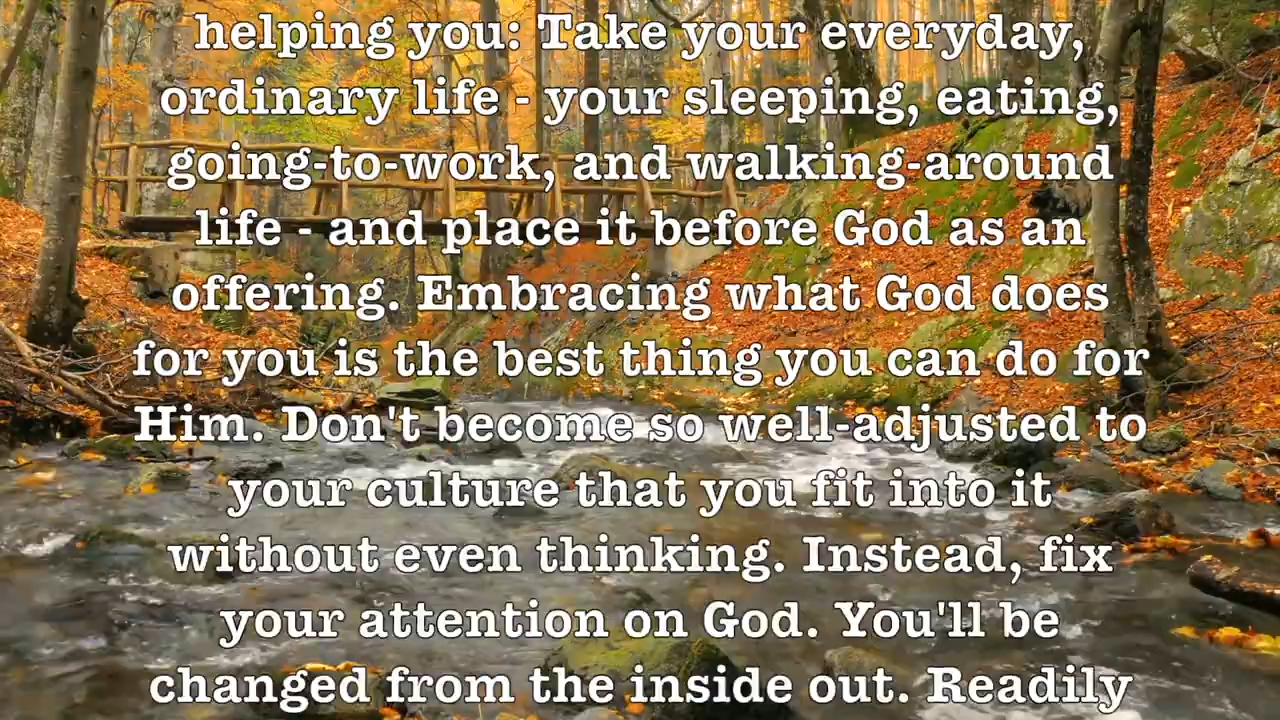 helping you: Take your everyday,
ordinary life - your sleeping, eating,
going-to-work, and walking-around
life - and place it before God as an
offering. Embracing what God does
for you is the best thing you can do for
Him. Don't become so well-adjusted to
your culture that you fit into it
without even thinking. Instead, fix
your attention on God. You'll be
changed from the inside out. Readily